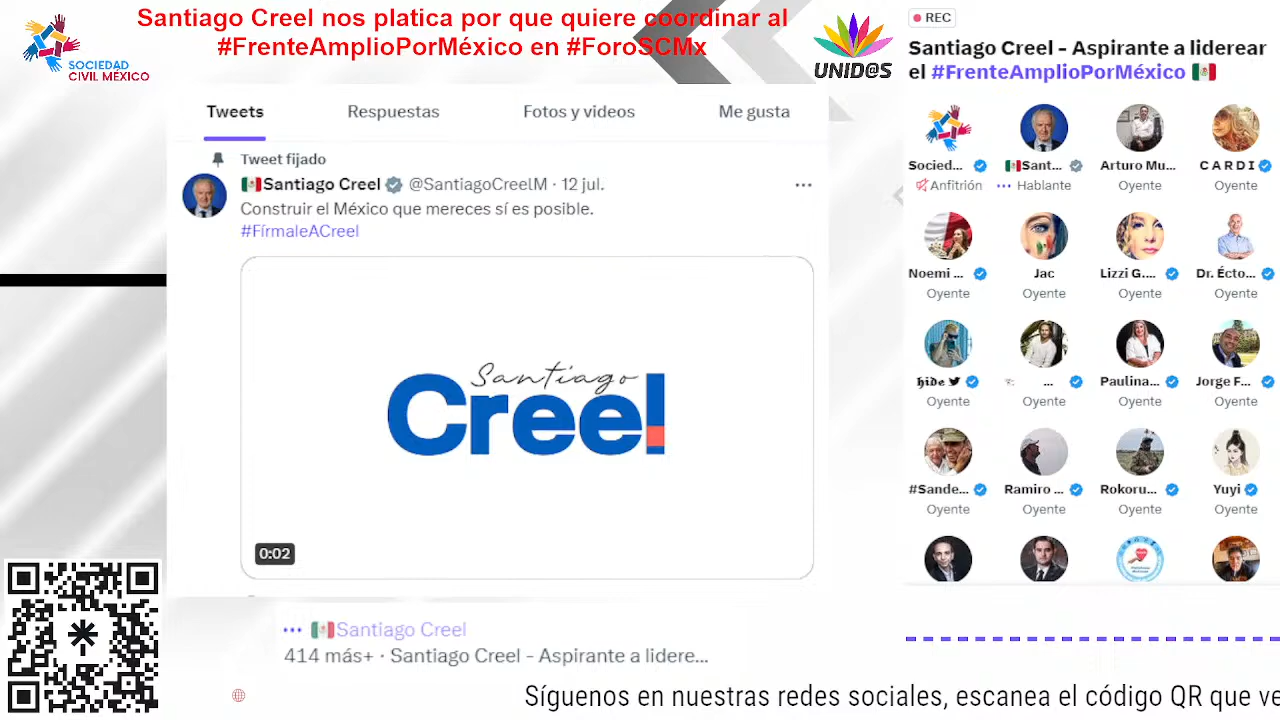 Santiago Creel nos platica por que quiere coordinar al
#FrenteAmplioPorMéxico en #ForoSCMx
SOCIEDAD
CIVIL MÉXICO
UNID@S
REC
Santiago Creel - Aspirante a liderear
el #FrenteAmplioPorMéxico
Tweets Respuestas Fotos y videos Me gusta
Tweet fijado
Santiago Creel @SantiagoCreelM · 12 jul.
Construir el México que mereces sí es posible.
#FírmaleACreel
Santiago
Creel
0:02
Socied... Sant... Arturo Mu... CARDI
Anfitrión Hablante Oyente Oyente
Noemi ... Jac Lizzi G.... Dr. Écto...
Oyente Oyente Oyente Oyente
hide ... Paulina... Jorge F...
Oyente Oyente Oyente Oyente
#Sande... Ramiro ... Rokoru... Yuyi
Oyente Oyente Oyente Oyente
Santiago Creel
414 más+ · Santiago Creel - Aspirante a lidere...
Síguenos en nuestras redes sociales, escanea el código QR que ve